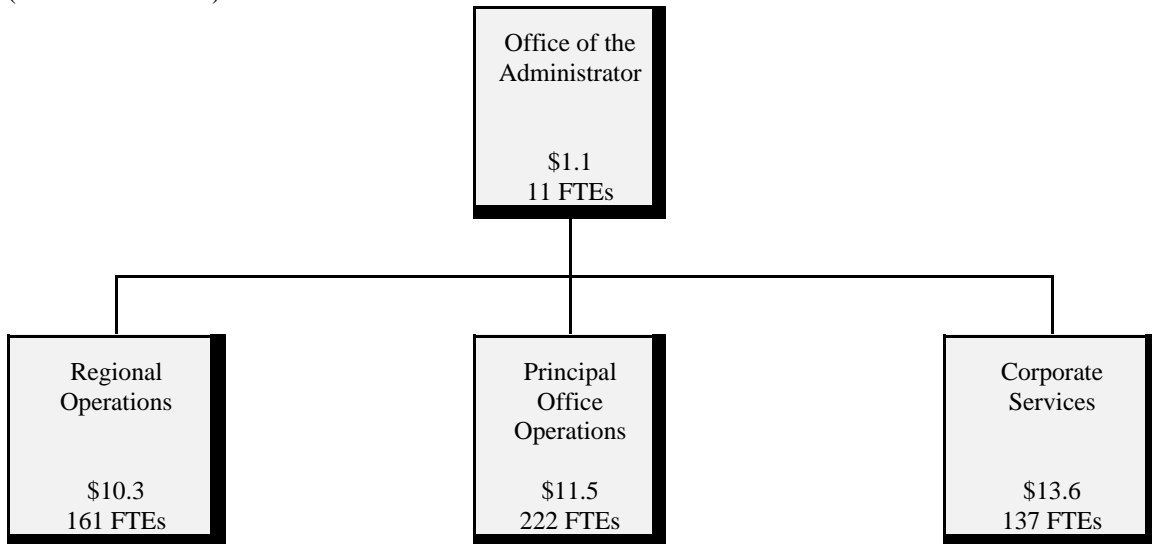 Office of the
Administrator
$1.1
11 FTEs
Regional
Operations
$10.3
161 FTEs
Principal
Office
Operations
$11.5
222 FTEs
Corporate
Services
$13.6
137 FTEs